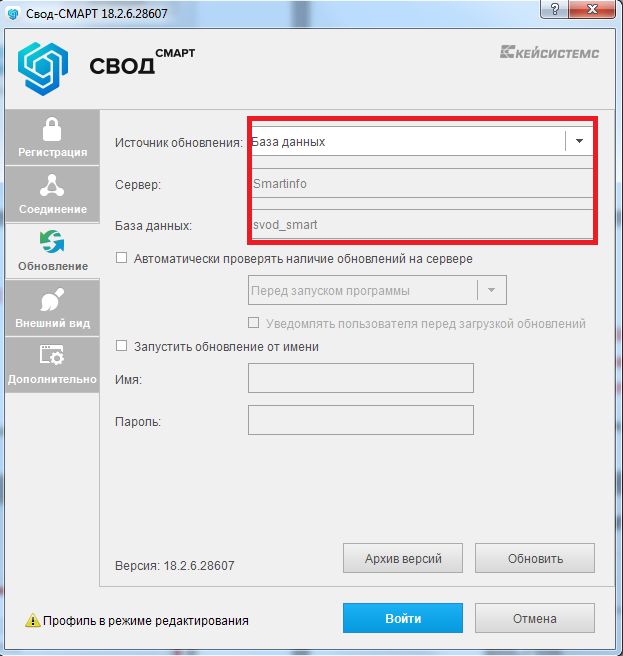 Свод-СМАРТ 18.2.6.28607
СВОД СМАРТ
КЕЙСИСТЕМС
Регистрация
Соединение
Обновление
Внешний вид
Дополнительно
Источник обновления: База данных
Сервер: Smartinfo
База данных: svod_smart
Автоматически проверять наличие обновлений на сервере
Перед запуском программы
Уведомлять пользователя перед загрузкой обновлений
Запустить обновление от имени
Имя:
Пароль:
Версия: 18.2.6.28607
Архив версий
Обновить
Профиль в режиме редактирования
Войти
Отмена